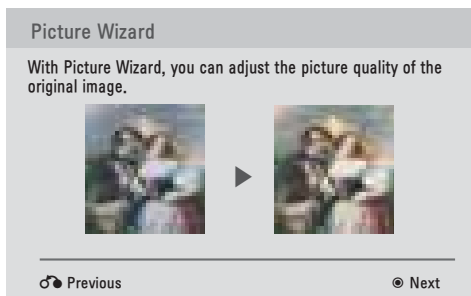 Picture Wizard
With Picture Wizard, you can adjust the picture quality of the
original image.
Previous
Next